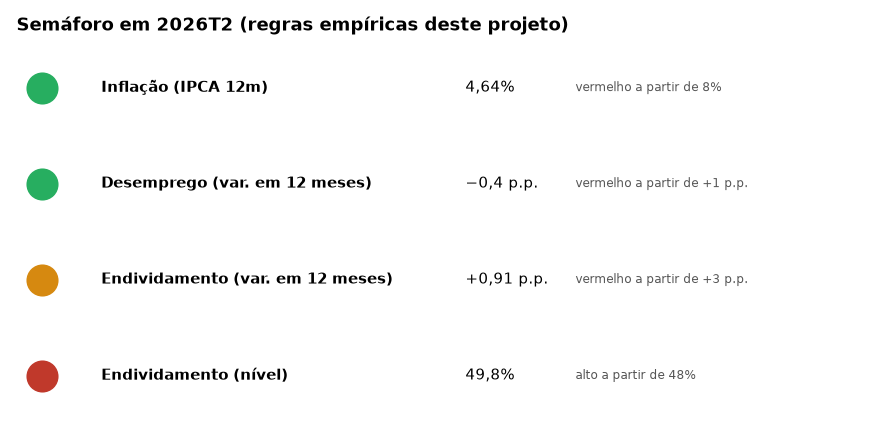 Semáforo em 2026T2 (regras empíricas deste projeto)
Inflação (IPCA 12m) 4,64% vermelho a partir de 8%
Desemprego (var. em 12 meses) −0,4 p.p. vermelho a partir de +1 p.p.
Endividamento (var. em 12 meses) +0,91 p.p. vermelho a partir de +3 p.p.
Endividamento (nível) 49,8% alto a partir de 48%